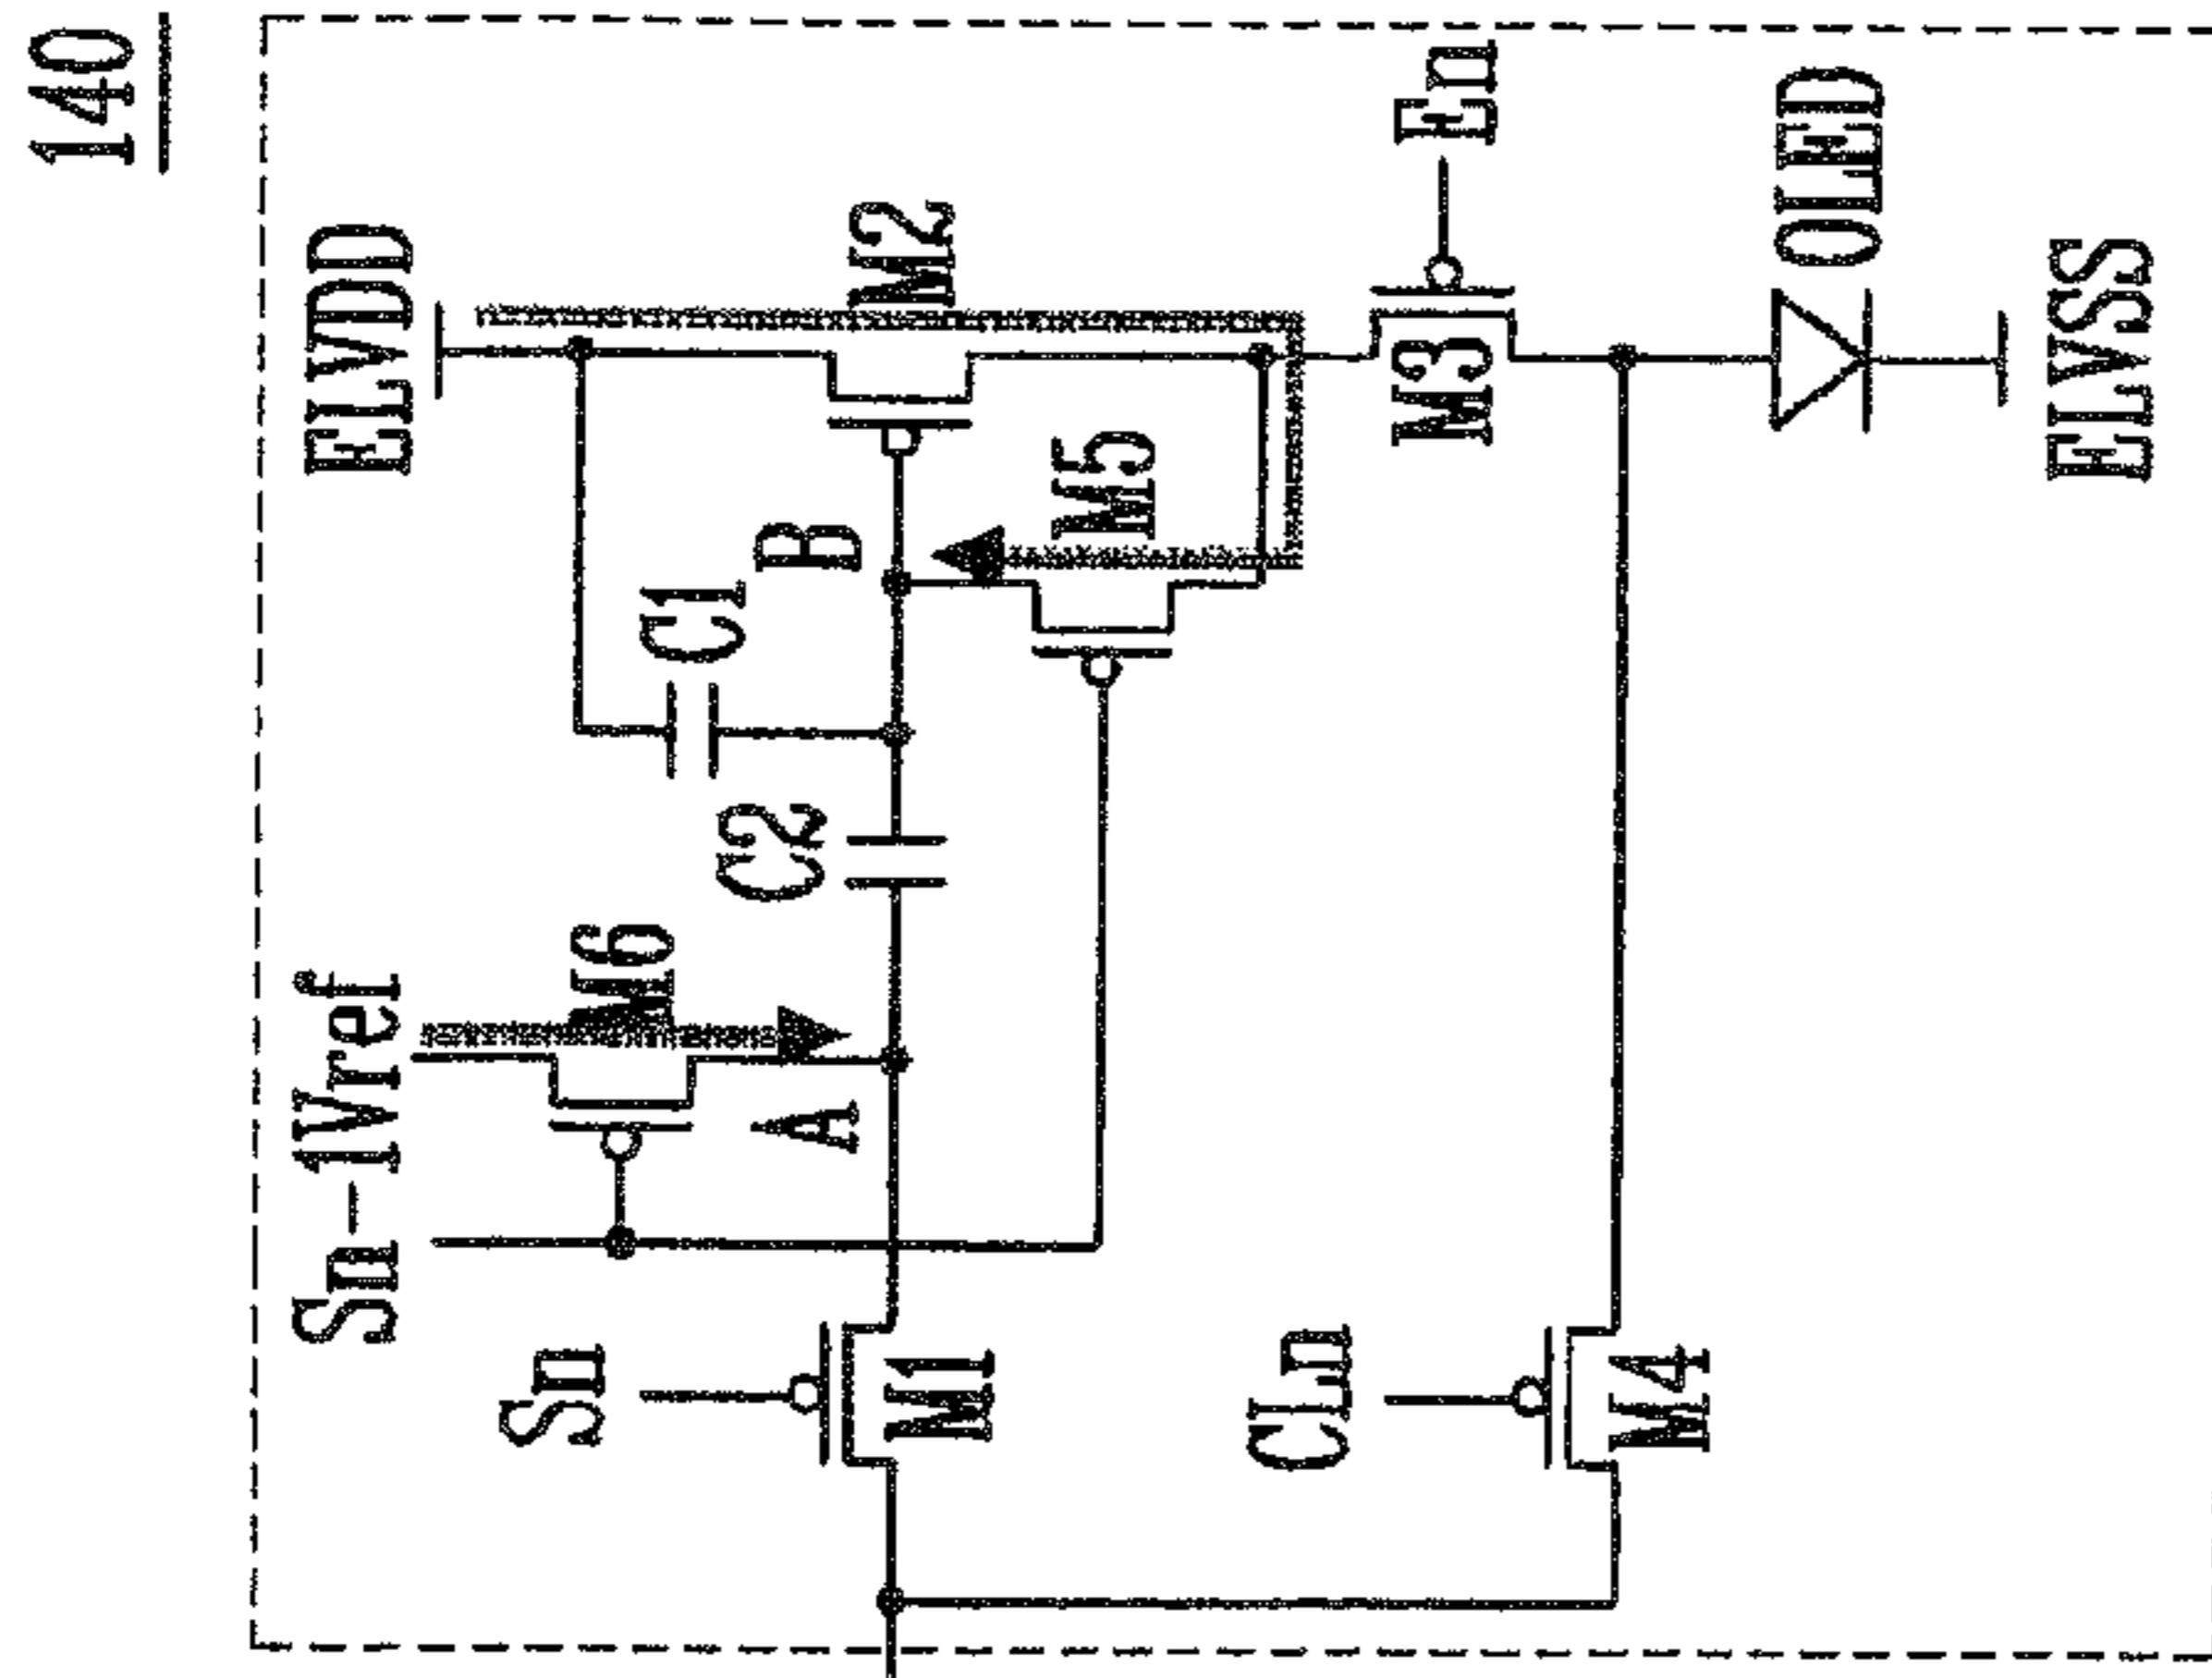 140
Sn-1Vref
ELVDD
Sn
M6
C1
C2
A
B
M2
M1
M5
CLn
M3
En
M4
OLED
ELVSS